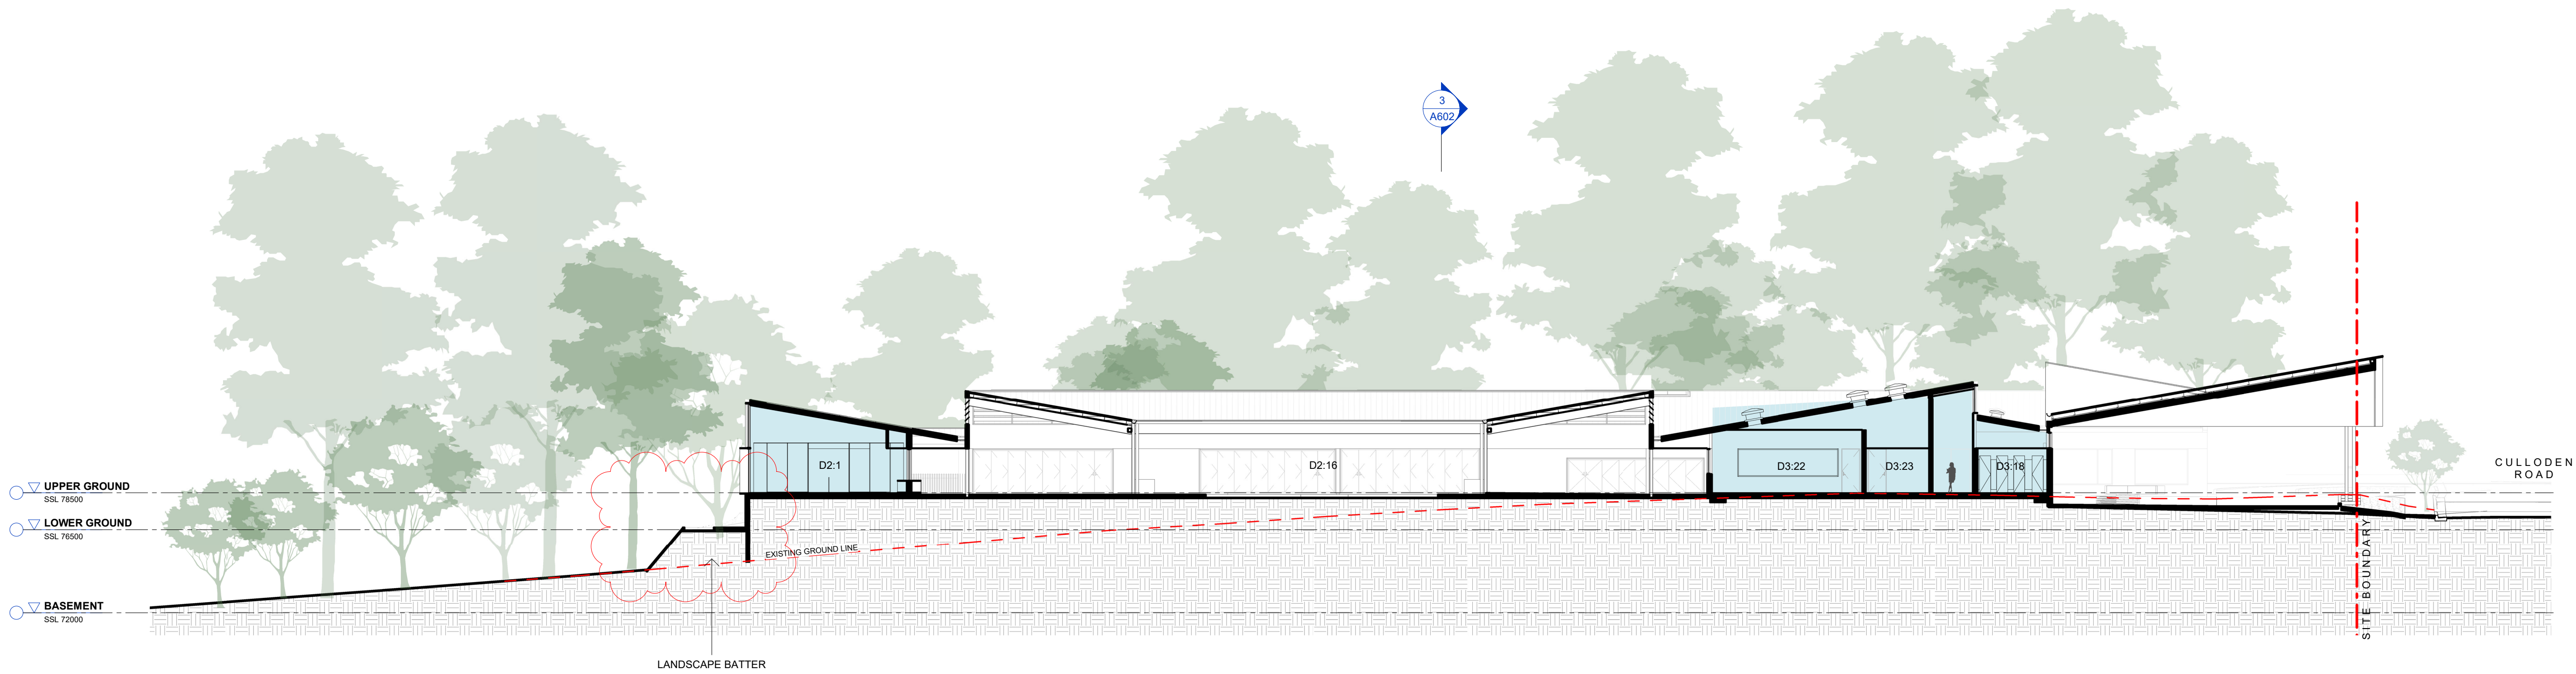 3
A602
D2:1
D2:16
D3:22
D3:23
D3:18
CULLODEN
ROAD
UPPER GROUND
SSL 78500
LOWER GROUND
SSL 76500
EXISTING GROUND LINE
BASEMENT
SSL 72000
SITE BOUNDARY
LANDSCAPE BATTER